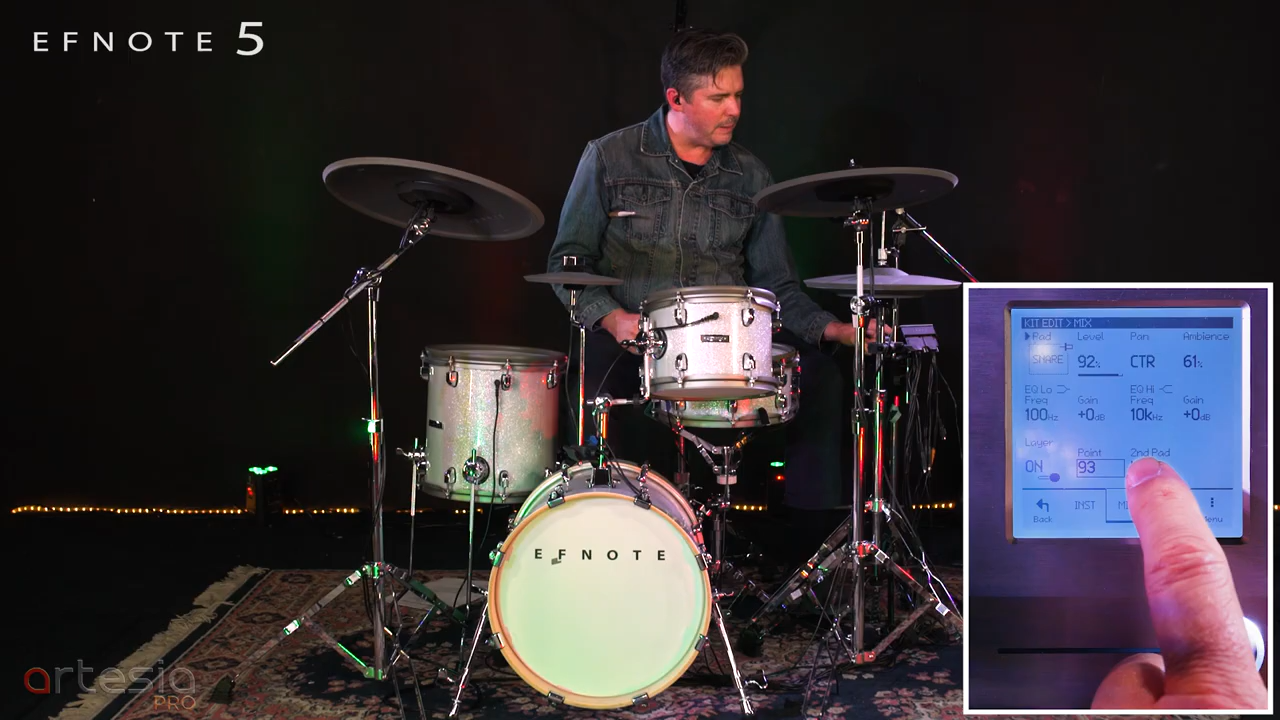 EFNOTE 5
KIT EDIT > MIX
Pad Level Pan Ambience
SNARE 92% CTR 61%
EQ Lo EQ Hi
Freq Gain Freq Gain
100Hz +0dB 10kHz +0dB
Layer
Point 2nd Pad
ON 93
INST
Back
EFNOTE
artesia
PRO